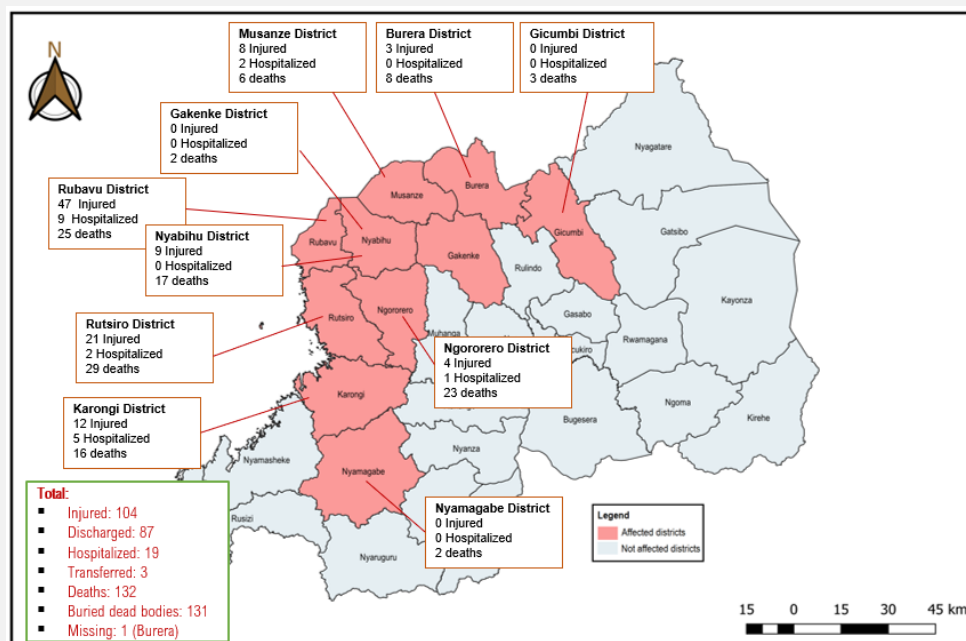 N
Musanze District
8 Injured
2 Hospitalized
6 deaths
Burera District
3 Injured
0 Hospitalized
8 deaths
Gicumbi District
0 Injured
0 Hospitalized
3 deaths
Gakenke District
0 Injured
0 Hospitalized
2 deaths
Rubavu District
47 Injured
9 Hospitalized
25 deaths
Nyabihu District
9 Injured
0 Hospitalized
17 deaths
Rutsiro District
21 Injured
2 Hospitalized
29 deaths
Ngororero District
4 Injured
1 Hospitalized
23 deaths
Karongi District
12 Injured
5 Hospitalized
16 deaths
Nyamagabe District
0 Injured
0 Hospitalized
2 deaths
Nyagatare
Musanze
Burera
Gicumbi
Gatsibo
Rubavu
Nyabihu
Gakenke
Rulindo
Kayonza
Rutsiro
Ngororero
Muhanga
Gasabo
Rwamagana
cukiro
Karongi
Bugesera
Ngoma
Kirehe
Nyamasheke
Nyamagabe
Nyanza
Rusizi
Nyaruguru
Total:
▪ Injured: 104
▪ Discharged: 87
▪ Hospitalized: 19
▪ Transferred: 3
▪ Deaths: 132
▪ Buried dead bodies: 131
▪ Missing: 1 (Burera)
Legend
Affected districts
Not affected districts
15 0 15 30 45 km